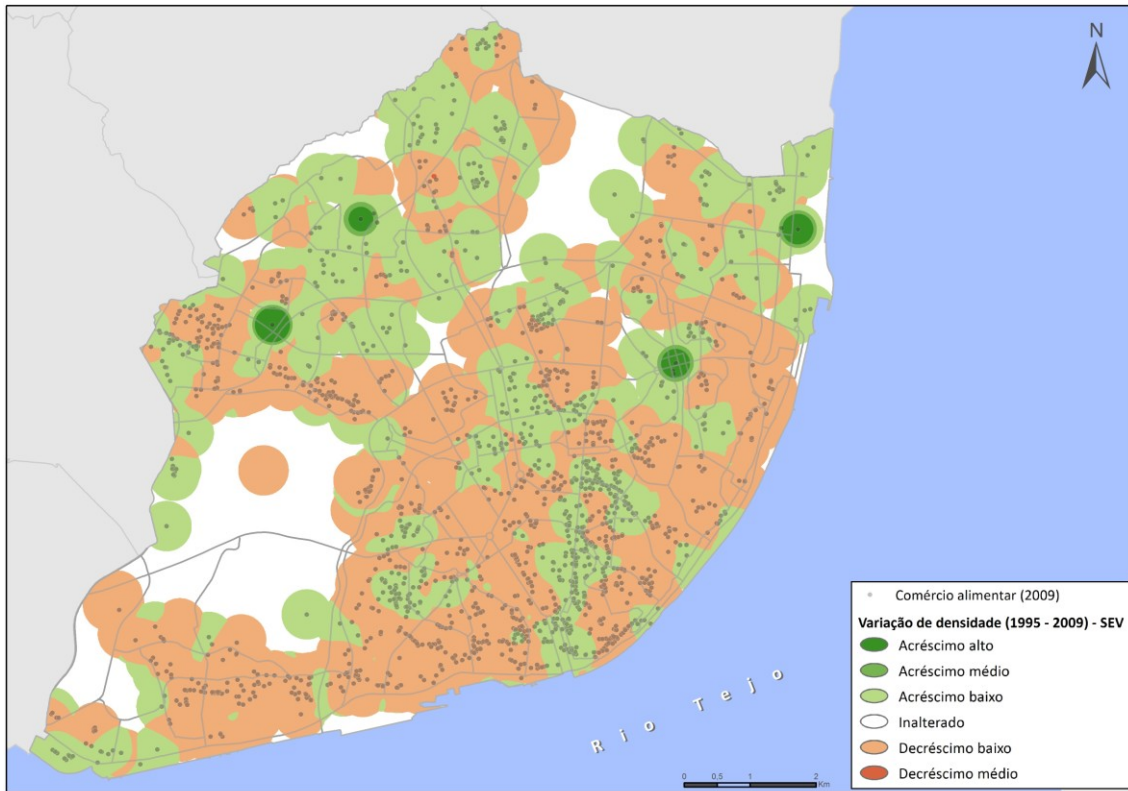 N
Rio Tejo
Comércio alimentar (2009)
Variação de densidade (1995 - 2009) - SEV
Acréscimo alto
Acréscimo médio
Acréscimo baixo
Inalterado
Decréscimo baixo
Decréscimo médio
0 0,5 1 2
Km